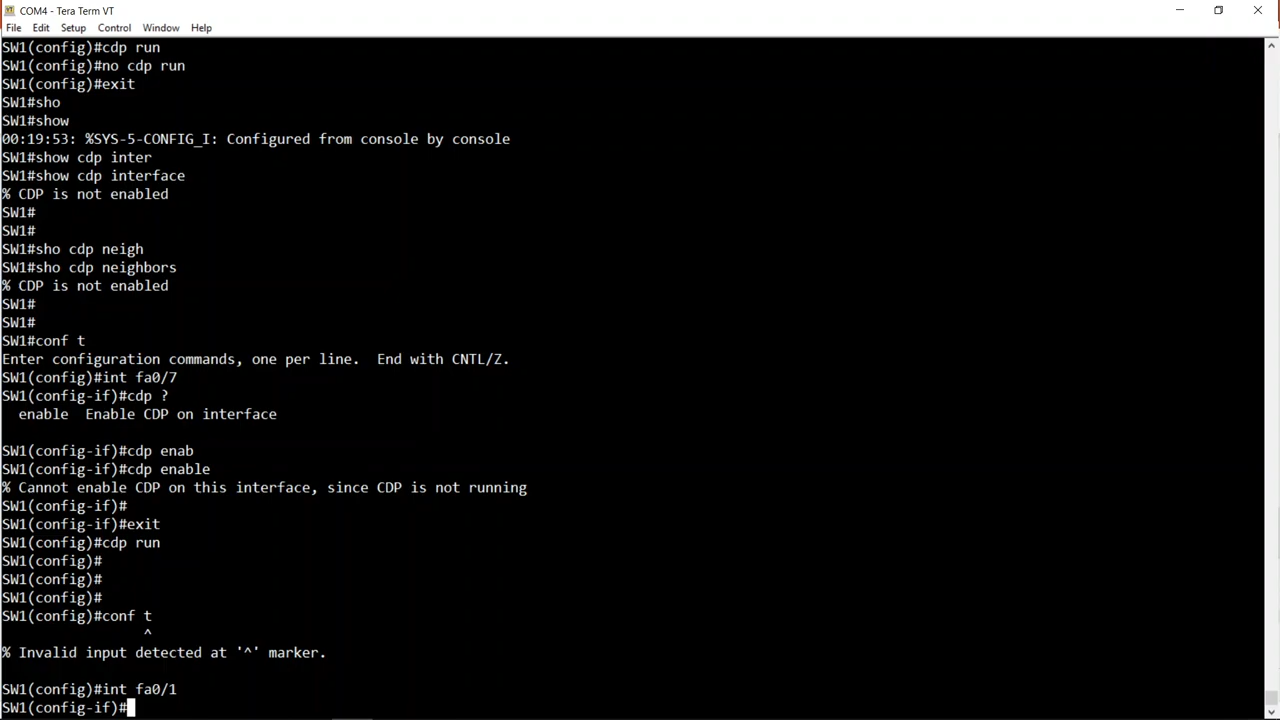 COM4 - Tera Term VT
File Edit Setup Control Window Help
SW1(config)#cdp run
SW1(config)#no cdp run
SW1(config)#exit
SW1#sho
SW1#show
00:19:53: %SYS-5-CONFIG_I: Configured from console by console
SW1#show cdp inter
SW1#show cdp interface
% CDP is not enabled
SW1#
SW1#
SW1#sho cdp neigh
SW1#sho cdp neighbors
% CDP is not enabled
SW1#
SW1#
SW1#conf t
Enter configuration commands, one per line.  End with CNTL/Z.
SW1(config)#int fa0/7
SW1(config-if)#cdp ?
  enable  Enable CDP on interface
SW1(config-if)#cdp enab
SW1(config-if)#cdp enable
% Cannot enable CDP on this interface, since CDP is not running
SW1(config-if)#
SW1(config-if)#exit
SW1(config)#cdp run
SW1(config)#
SW1(config)#
SW1(config)#
SW1(config)#conf t
^
% Invalid input detected at '^' marker.
SW1(config)#int fa0/1
SW1(config-if)#